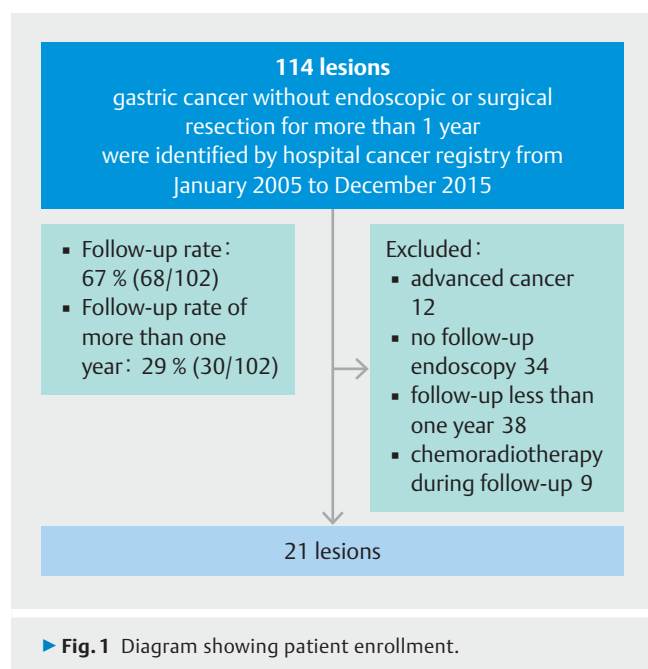 114 lesions
gastric cancer without endoscopic or surgical
resection for more than 1 year
were identified by hospital cancer registry from
January 2005 to December 2015
▪ Follow-up rate:
67 % (68/102)
▪ Follow-up rate of
more than one
year: 29 % (30/102)
Excluded:
▪ advanced cancer
12
▪ no follow-up
endoscopy 34
▪ follow-up less than
one year 38
▪ chemoradiotherapy
during follow-up 9
21 lesions
▶ Fig. 1 Diagram showing patient enrollment.